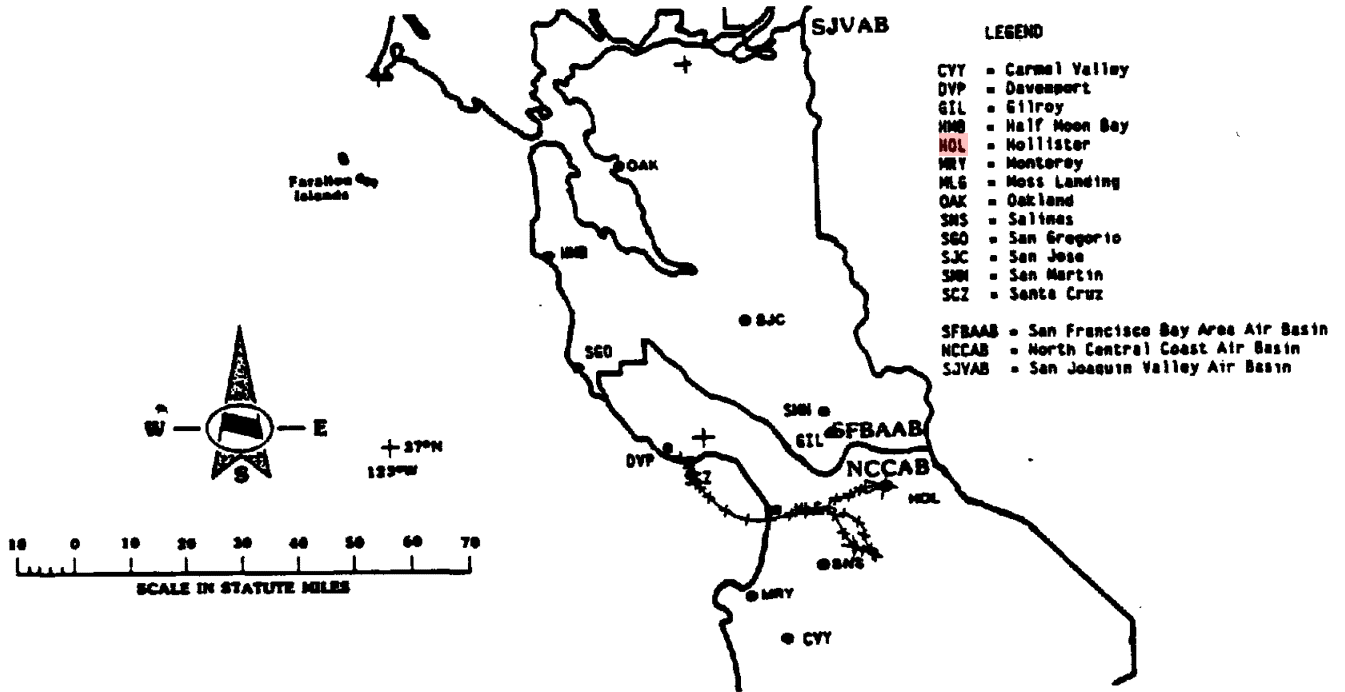 SJVAB
LEGEND
CVY = Carmel Valley
DVP = Davenport
GIL = Gilroy
HMB = Half Moon Bay
HOL = Hollister
MRY = Monterey
MLG = Moss Landing
OAK = Oakland
SNS = Salinas
SGO = San Gregorio
SJC = San Jose
SMN = San Martin
SCZ = Santa Cruz
SFBAAB = San Francisco Bay Area Air Basin
NCCAB = North Central Coast Air Basin
SJVAB = San Joaquin Valley Air Basin
OAK
Farallon
Islands
HMB
SJC
SGO
SMN
GIL
SFBAAB
W
E
S
37°N
123°W
DVP
SCZ
NCCAB
HOL
MLG
SNS
10 0 10 20 30 40 50 60 70
SCALE IN STATUTE MILES
MRY
CVY